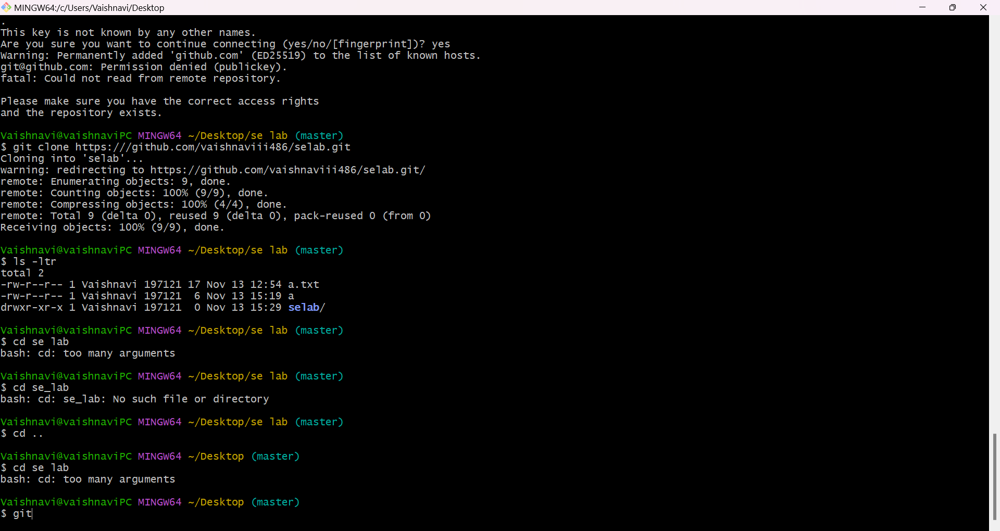 MINGW64:/c/Users/Vaishnavi/Desktop
.
This key is not known by any other names.
Are you sure you want to continue connecting (yes/no/[fingerprint])? yes
Warning: Permanently added 'github.com' (ED25519) to the list of known hosts.
git@github.com: Permission denied (publickey).
fatal: Could not read from remote repository.

Please make sure you have the correct access rights
and the repository exists.

Vaishnavi@vaishnaviPC MINGW64 ~/Desktop/se lab (master)
$ git clone https:///github.com/vaishnaviii486/selab.git
Cloning into 'selab'...
warning: redirecting to https://github.com/vaishnaviii486/selab.git/
remote: Enumerating objects: 9, done.
remote: Counting objects: 100% (9/9), done.
remote: Compressing objects: 100% (4/4), done.
remote: Total 9 (delta 0), reused 9 (delta 0), pack-reused 0 (from 0)
Receiving objects: 100% (9/9), done.

Vaishnavi@vaishnaviPC MINGW64 ~/Desktop/se lab (master)
$ ls -ltr
total 2
-rw-r--r-- 1 Vaishnavi 197121 17 Nov 13 12:54 a.txt
-rw-r--r-- 1 Vaishnavi 197121  6 Nov 13 15:19 a
drwxr-xr-x 1 Vaishnavi 197121  0 Nov 13 15:29 selab/

Vaishnavi@vaishnaviPC MINGW64 ~/Desktop/se lab (master)
$ cd se lab
bash: cd: too many arguments

Vaishnavi@vaishnaviPC MINGW64 ~/Desktop/se lab (master)
$ cd se_lab
bash: cd: se_lab: No such file or directory

Vaishnavi@vaishnaviPC MINGW64 ~/Desktop/se lab (master)
$ cd ..

Vaishnavi@vaishnaviPC MINGW64 ~/Desktop (master)
$ cd se lab
bash: cd: too many arguments

Vaishnavi@vaishnaviPC MINGW64 ~/Desktop (master)
$ git